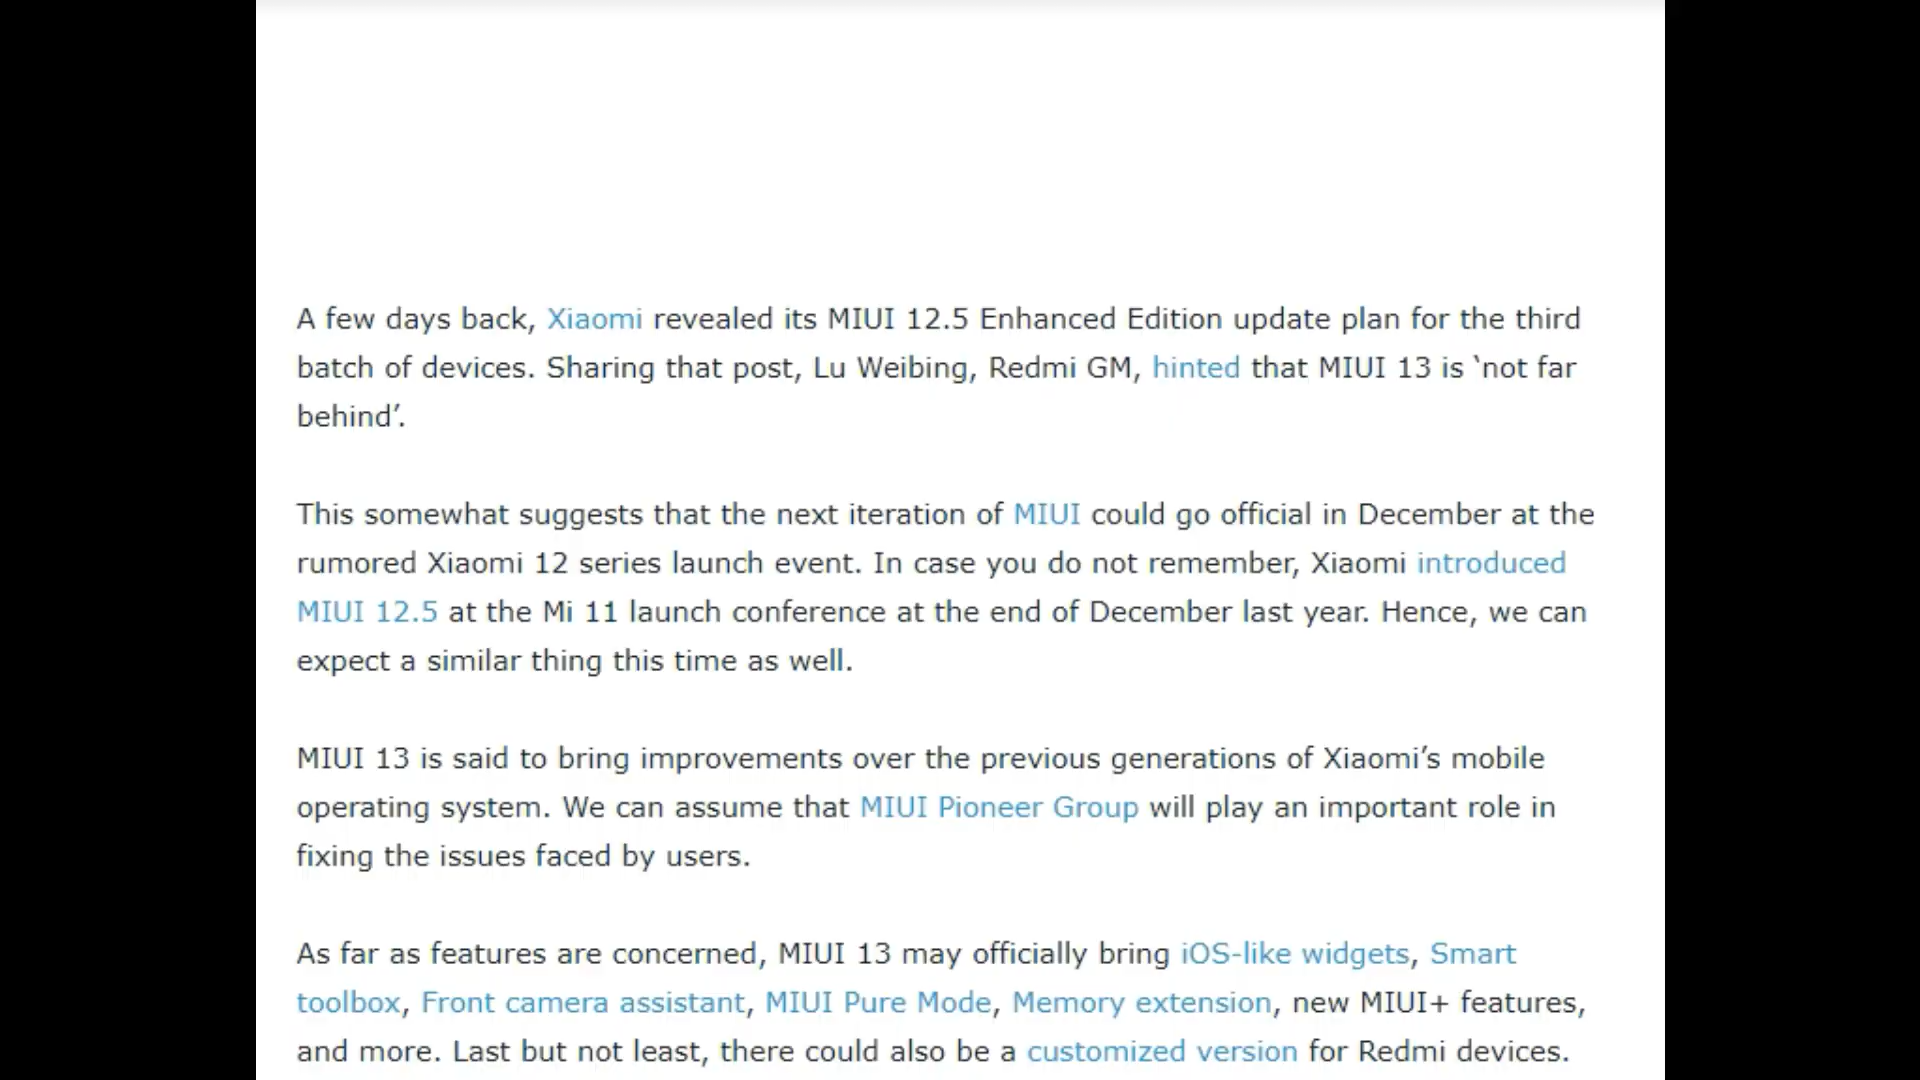 A few days back, Xiaomi revealed its MIUI 12.5 Enhanced Edition update plan for the third
batch of devices. Sharing that post, Lu Weibing, Redmi GM, hinted that MIUI 13 is ‘not far
behind’.
This somewhat suggests that the next iteration of MIUI could go official in December at the
rumored Xiaomi 12 series launch event. In case you do not remember, Xiaomi introduced
MIUI 12.5 at the Mi 11 launch conference at the end of December last year. Hence, we can
expect a similar thing this time as well.
MIUI 13 is said to bring improvements over the previous generations of Xiaomi’s mobile
operating system. We can assume that MIUI Pioneer Group will play an important role in
fixing the issues faced by users.
As far as features are concerned, MIUI 13 may officially bring iOS-like widgets, Smart
toolbox, Front camera assistant, MIUI Pure Mode, Memory extension, new MIUI+ features,
and more. Last but not least, there could also be a customized version for Redmi devices.